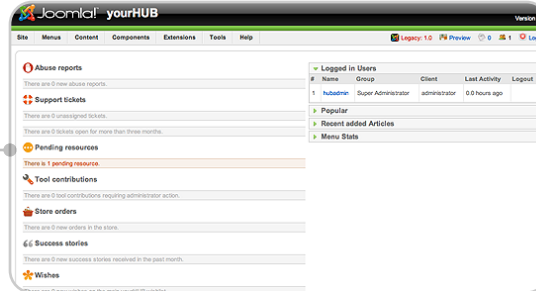 Joomla! yourHUB
Version
Site Menus Content Components Extensions Tools Help Legacy: 1.0 Preview 0 1 Lo
Abuse reports
There are 0 new abuse reports.
Support tickets
There are 0 unassigned tickets.
There are 0 tickets open for more than three months.
Pending resources
There is 1 pending resource.
Tool contributions
There are 0 tool contributions requiring administrator action.
Store orders
There are 0 new orders in the store.
Success stories
There are 0 new success stories received in the past month.
Wishes
Logged in Users
# Name Group Client Last Activity Logout
1 hubadmin Super Administrator administrator 0.0 hours ago
Popular
Recent added Articles
Menu Stats